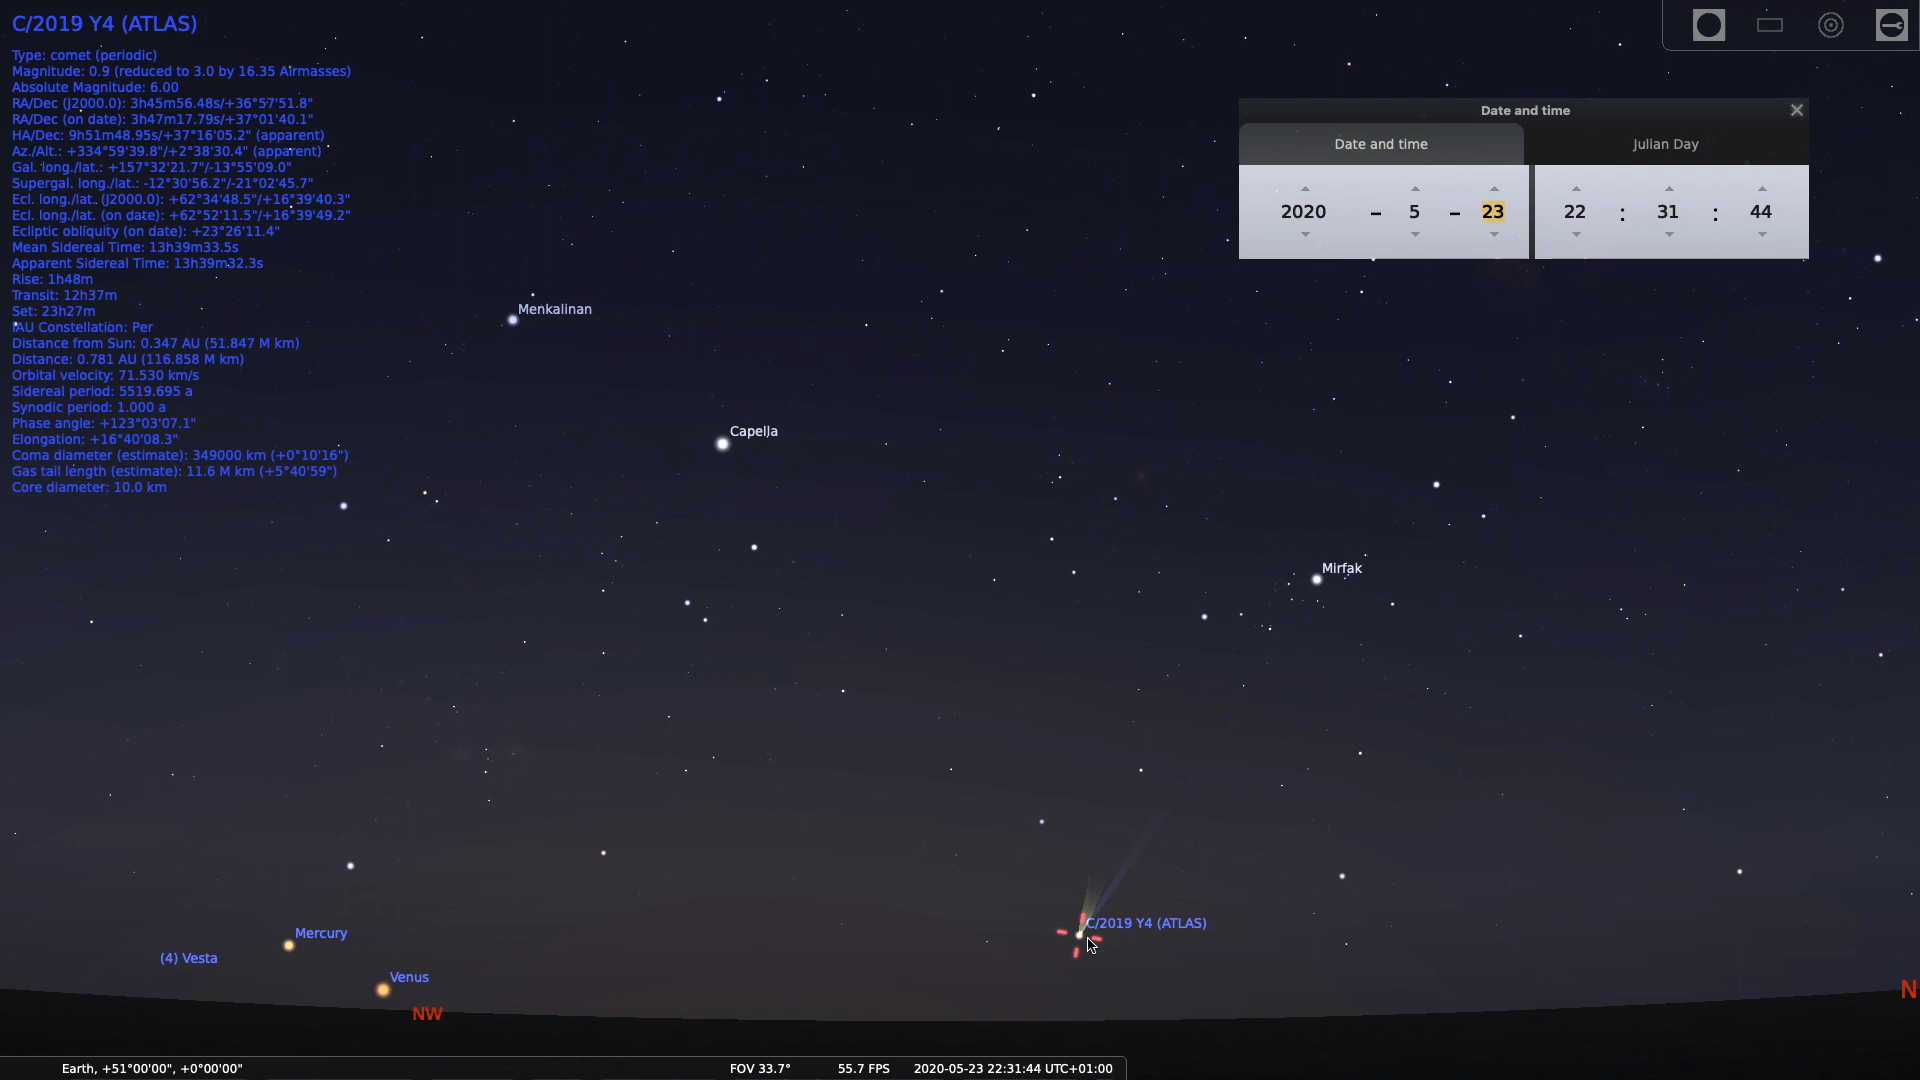 C/2019 Y4 (ATLAS)
Type: comet (periodic)
Magnitude: 0.9 (reduced to 3.0 by 16.35 Airmasses)
Absolute Magnitude: 6.00
RA/Dec (J2000.0): 3h45m56.48s/+36°57'51.8"
RA/Dec (on date): 3h47m17.79s/+37°01'40.1"
HA/Dec: 9h51m48.95s/+37°16'05.2" (apparent)
Az./Alt.: +334°59'39.8"/+2°38'30.4" (apparent)
Gal. long./lat.: +157°32'21.7"/-13°55'09.0"
Supergal. long./lat.: -12°30'56.2"/-21°02'45.7"
Ecl. long./lat. (J2000.0): +62°34'48.5"/+16°39'40.3"
Ecl. long./lat. (on date): +62°52'11.5"/+16°39'49.2"
Ecliptic obliquity (on date): +23°26'11.4"
Mean Sidereal Time: 13h39m33.5s
Apparent Sidereal Time: 13h39m32.3s
Rise: 1h48m
Transit: 12h37m
Set: 23h27m
IAU Constellation: Per
Distance from Sun: 0.347 AU (51.847 M km)
Distance: 0.781 AU (116.858 M km)
Orbital velocity: 71.530 km/s
Sidereal period: 5519.695 a
Synodic period: 1.000 a
Phase angle: +123°03'07.1"
Elongation: +16°40'08.3"
Coma diameter (estimate): 349000 km (+0°10'16")
Gas tail length (estimate): 11.6 M km (+5°40'59")
Core diameter: 10.0 km
Date and time
Date and time Julian Day
2020 – 5 – 23 22 : 31 : 44
Menkalinan
Capella
Mirfak
C/2019 Y4 (ATLAS)
Mercury
(4) Vesta
Venus
NW
N
Earth, +51°00'00", +0°00'00" FOV 33.7° 55.7 FPS 2020-05-23 22:31:44 UTC+01:00